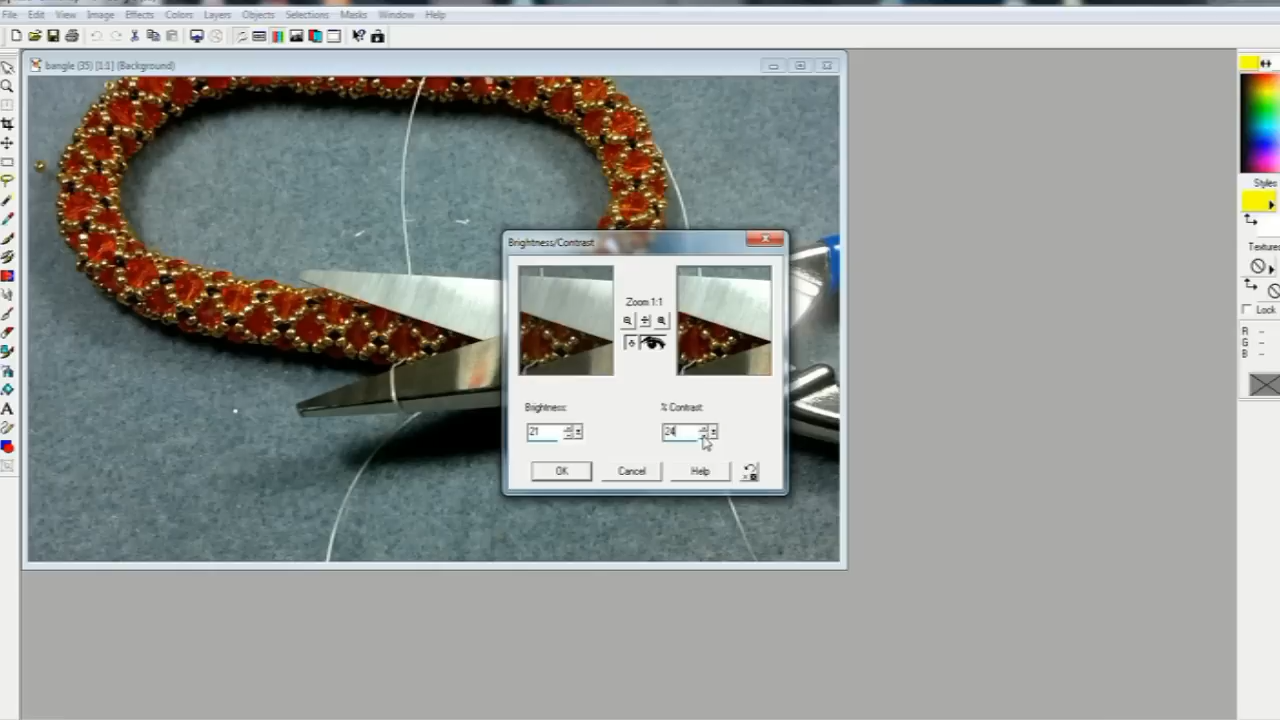 File Edit View Image Effects Colors Layers Objects Selections Masks Window Help
bangle (35) [1:1] (Background)
Styles
Textures
Lock
R --
G --
B --
Brightness/Contrast
Zoom 1:1
Brightness:
% Contrast:
21
24
OK Cancel Help
A